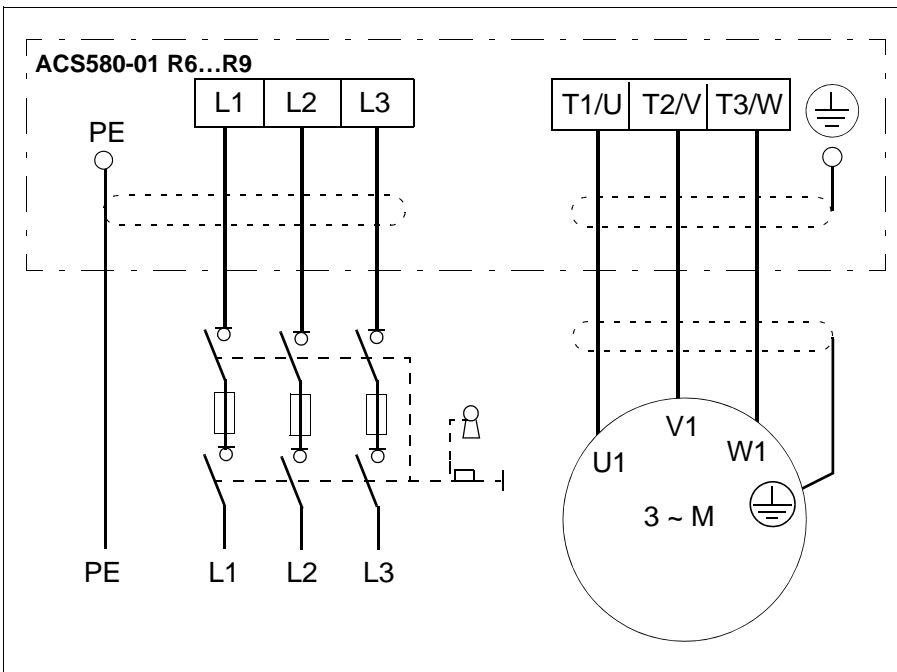 ACS580-01 R6…R9
L1 L2 L3 T1/U T2/V T3/W
PE
V1
U1 W1
3 ~ M
PE L1 L2 L3